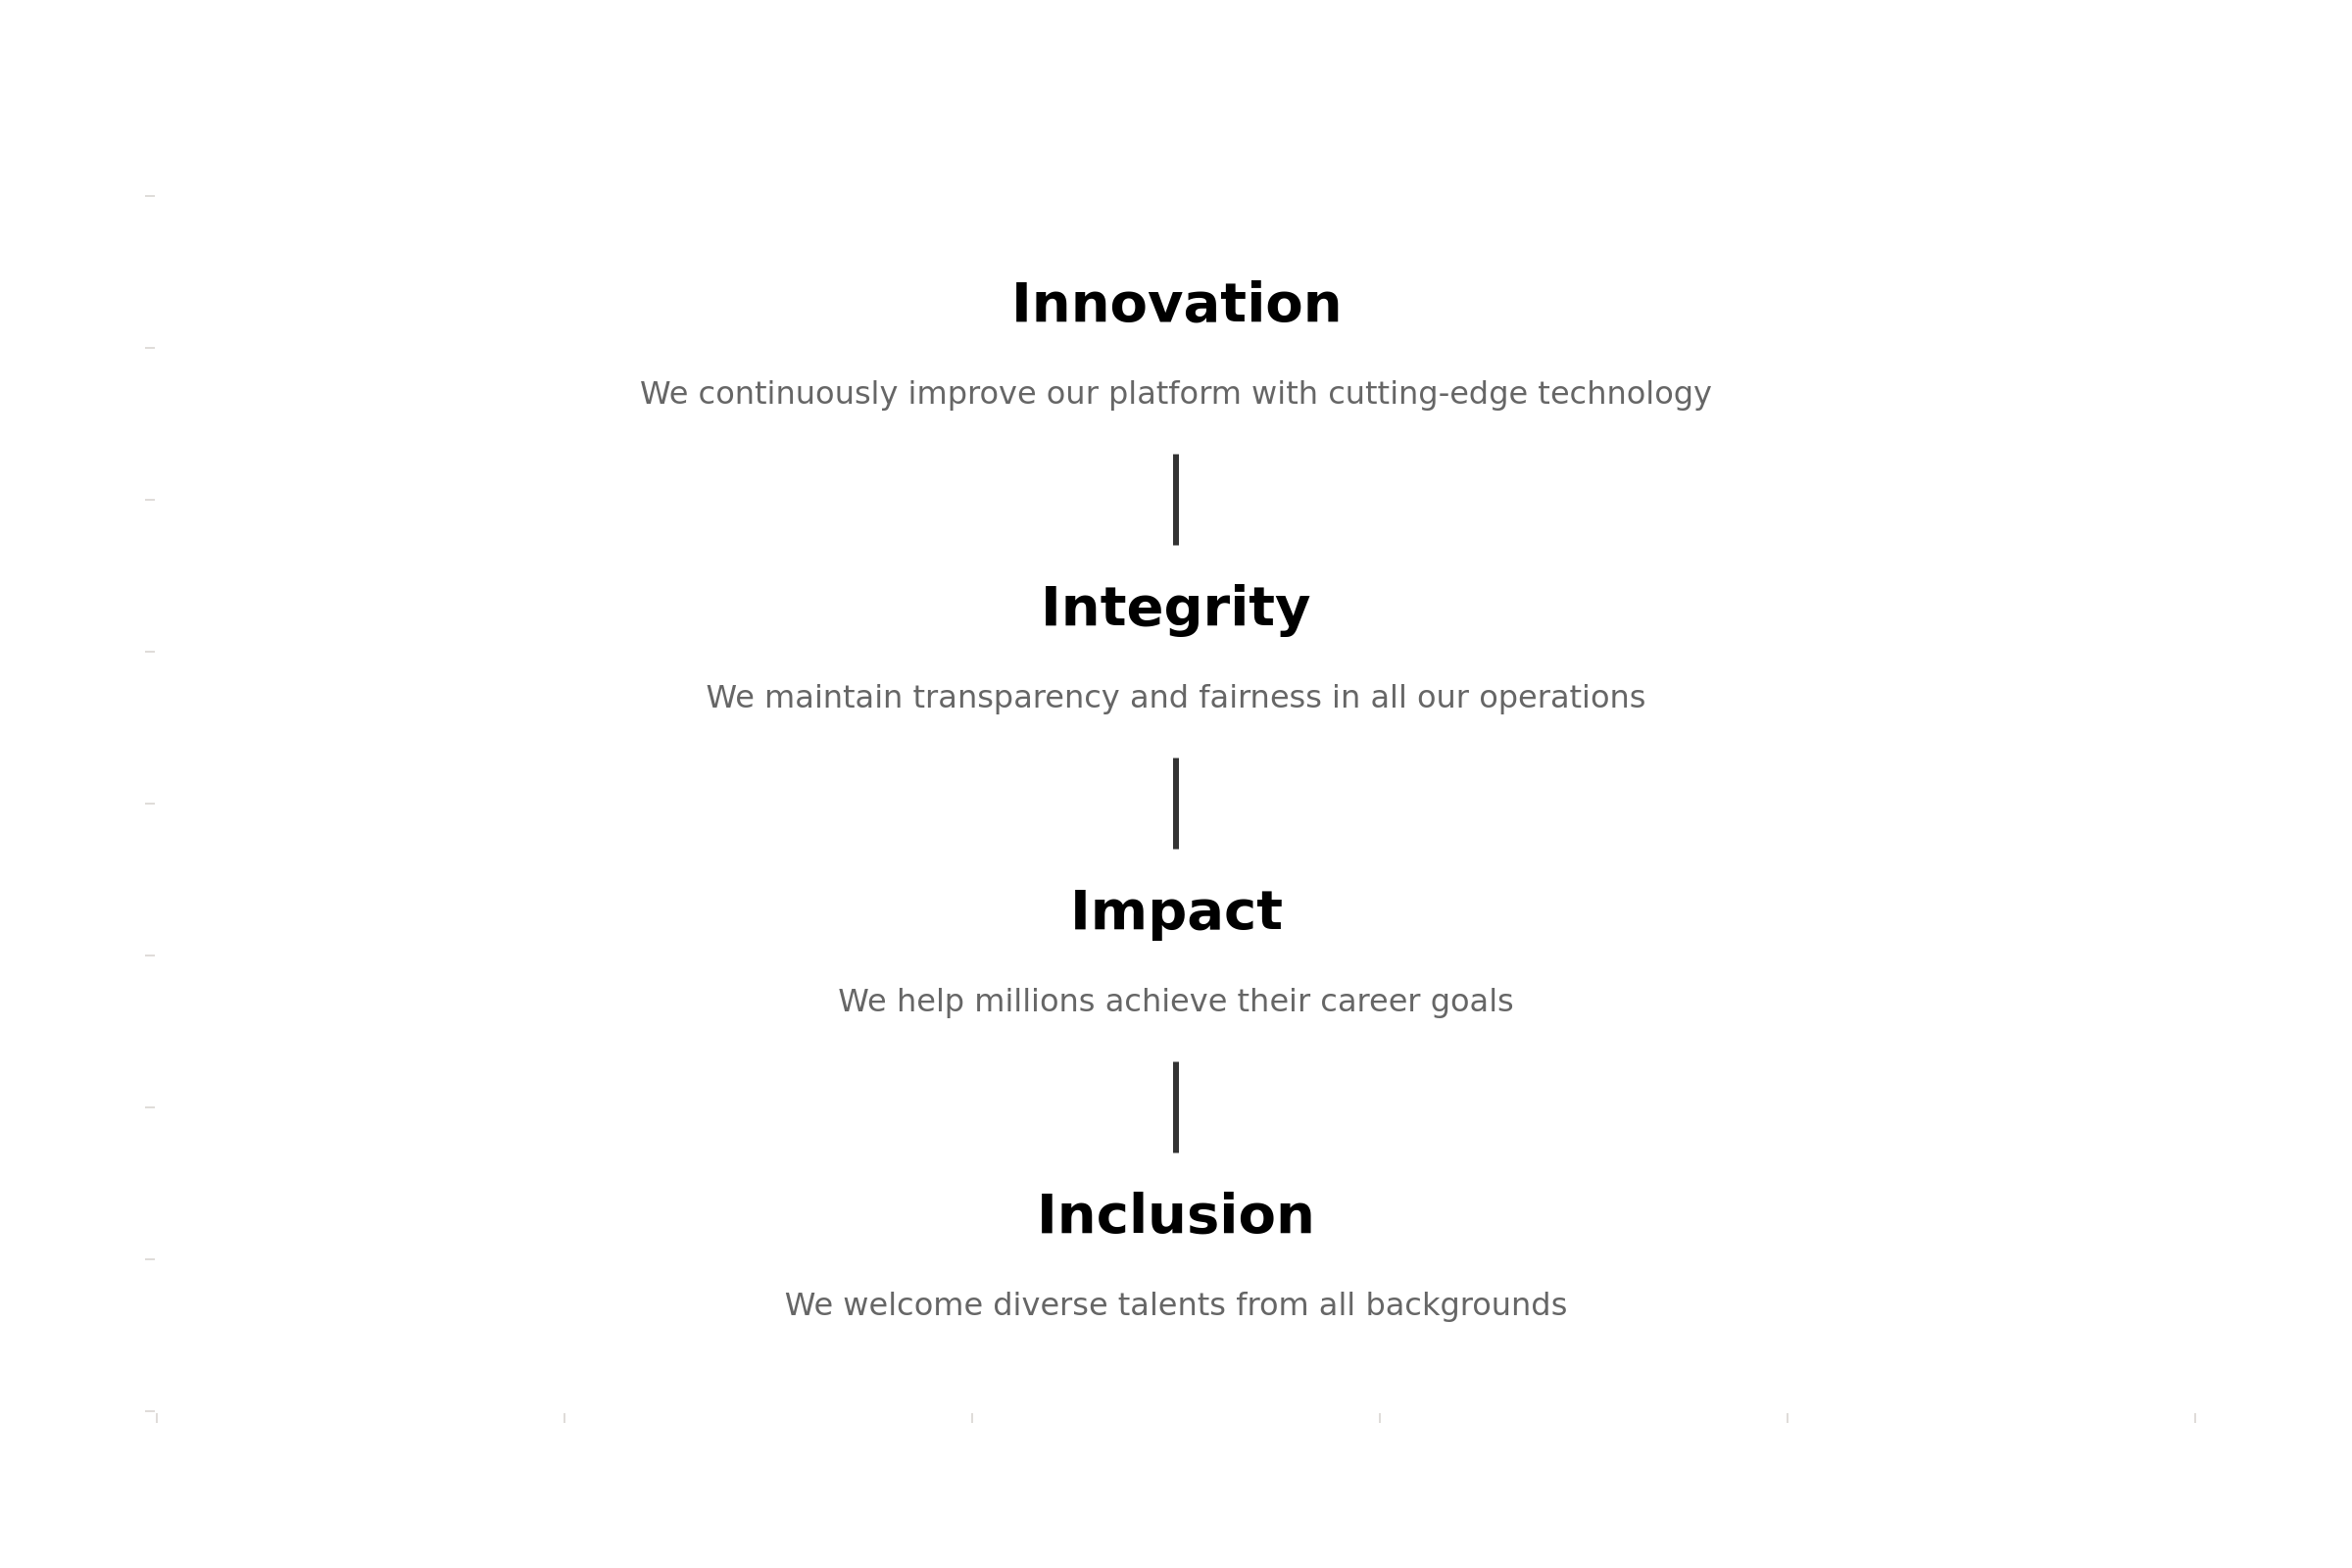 Innovation
We continuously improve our platform with cutting-edge technology
Integrity
We maintain transparency and fairness in all our operations
Impact
We help millions achieve their career goals
Inclusion
We welcome diverse talents from all backgrounds